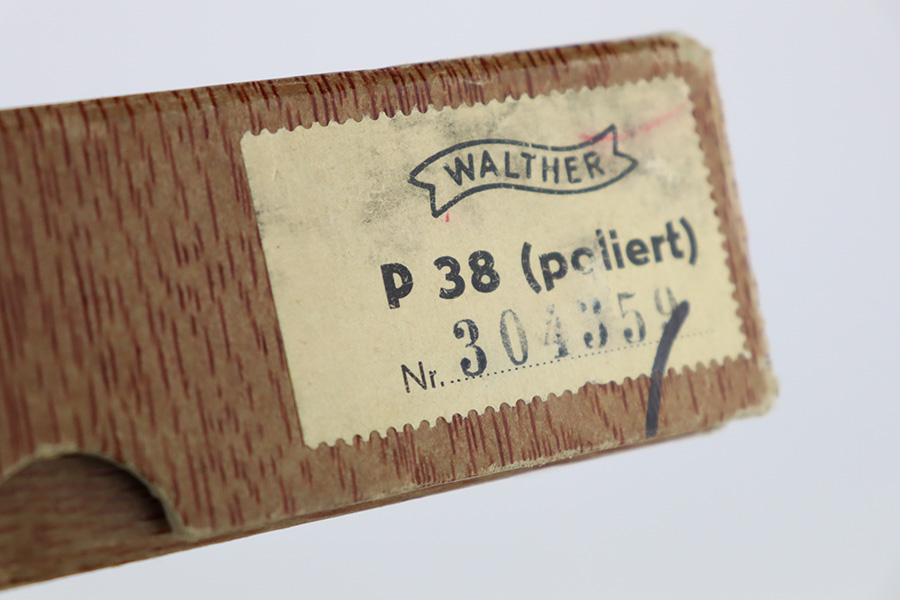 WALTHER
P 38 (poliert)
Nr. 304359